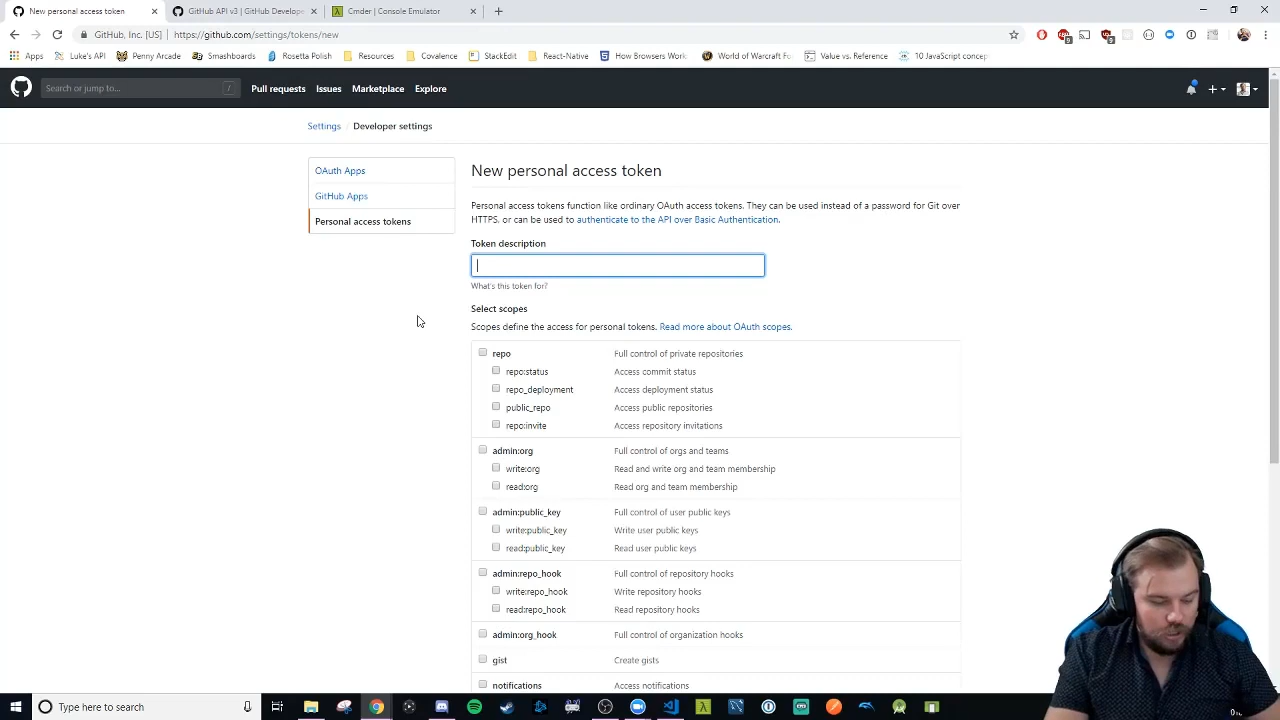 New personal access token
GitHub API v3 | GitHub Develope
Cmder | Console Emulator
GitHub, Inc. [US]
https://github.com/settings/tokens/new
Apps
Luke's API
Penny Arcade
Smashboards
Rosetta Polish
Resources
Covalence
StackEdit
React-Native
How Browsers Work
World of Warcraft Fo
Value vs. Reference
10 JavaScript concep
Search or jump to...
/
Pull requests
Issues
Marketplace
Explore
Settings / Developer settings
OAuth Apps
GitHub Apps
Personal access tokens
New personal access token
Personal access tokens function like ordinary OAuth access tokens. They can be used instead of a password for Git over
HTTPS, or can be used to authenticate to the API over Basic Authentication.
Token description
What's this token for?
Select scopes
Scopes define the access for personal tokens. Read more about OAuth scopes.
repo Full control of private repositories
repo:status Access commit status
repo_deployment Access deployment status
public_repo Access public repositories
repo:invite Access repository invitations
admin:org Full control of orgs and teams
write:org Read and write org and team membership
read:org Read org and team membership
admin:public_key Full control of user public keys
write:public_key Write user public keys
read:public_key Read user public keys
admin:repo_hook Full control of repository hooks
write:repo_hook Write repository hooks
read:repo_hook Read repository hooks
admin:org_hook Full control of organization hooks
gist Create gists
notifications Access notifications
Type here to search